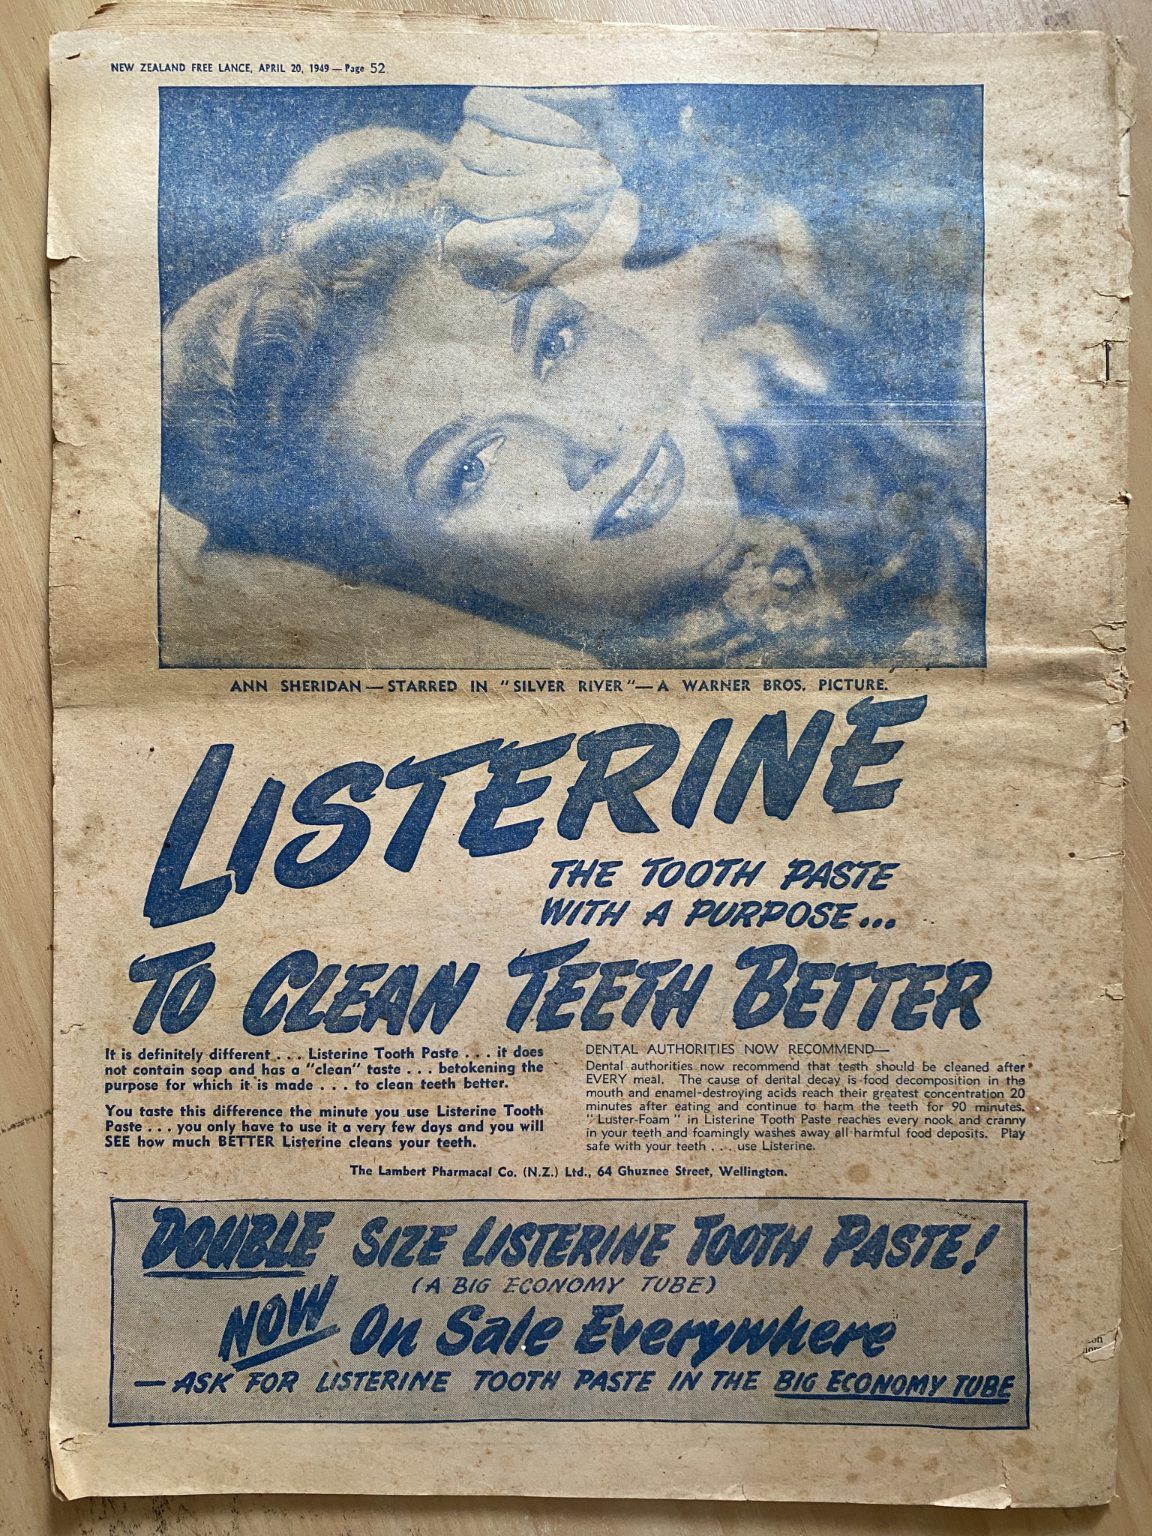 NEW ZEALAND FREE LANCE, APRIL 20, 1949 — Page 52
ANN SHERIDAN — STARRED IN "SILVER RIVER" — A WARNER BROS. PICTURE.
LISTERINE
THE TOOTH PASTE
WITH A PURPOSE...
TO CLEAN TEETH BETTER
It is definitely different . . . Listerine Tooth Paste . . . it does
not contain soap and has a "clean" taste . . . betokening the
purpose for which it is made . . . to clean teeth better.
You taste this difference the minute you use Listerine Tooth
Paste . . . you only have to use it a very few days and you will
SEE how much BETTER Listerine cleans your teeth.
DENTAL AUTHORITIES NOW RECOMMEND—
Dental authorities now recommend that teeth should be cleaned after
EVERY meal. The cause of dental decay is food decomposition in the
mouth and enamel-destroying acids reach their greatest concentration 20
minutes after eating and continue to harm the teeth for 90 minutes.
"Luster-Foam" in Listerine Tooth Paste reaches every nook and cranny
in your teeth and foamingly washes away all harmful food deposits. Play
safe with your teeth . . . use Listerine.
The Lambert Pharmacal Co. (N.Z.) Ltd., 64 Ghuznee Street, Wellington.
DOUBLE SIZE LISTERINE TOOTH PASTE!
(A BIG ECONOMY TUBE)
NOW On Sale Everywhere
— ASK FOR LISTERINE TOOTH PASTE IN THE BIG ECONOMY TUBE